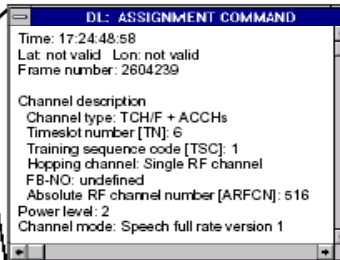 DL: ASSIGNMENT COMMAND
Time: 17:24:48:58
Lat: not valid Lon: not valid
Frame number: 2604239
Channel description
Channel type: TCH/F + ACCHs
Timeslot number [TN]: 6
Training sequence code [TSC]: 1
Hopping channel: Single RF channel
FB-NO: undefined
Absolute RF channel number [ARFCN]: 516
Power level: 2
Channel mode: Speech full rate version 1